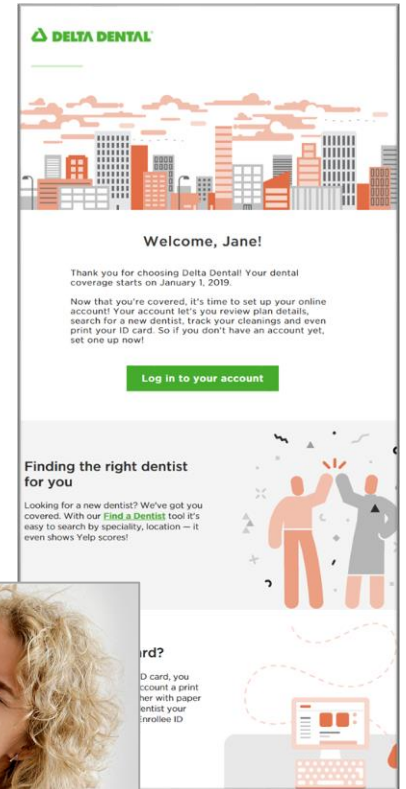 DELTA DENTAL
Welcome, Jane!
Thank you for choosing Delta Dental! Your dental
coverage starts on January 1, 2019.
Now that you're covered, it's time to set up your online
account! Your account let's you review plan details,
search for a new dentist, track your cleanings and even
print your ID card. So if you don't have an account yet,
set one up now!
Log in to your account
Finding the right dentist
for you
Looking for a new dentist? We've got you
covered. With our Find a Dentist tool it's
easy to search by speciality, location — it
even shows Yelp scores!
D card, you
a print
with paper
your
ID